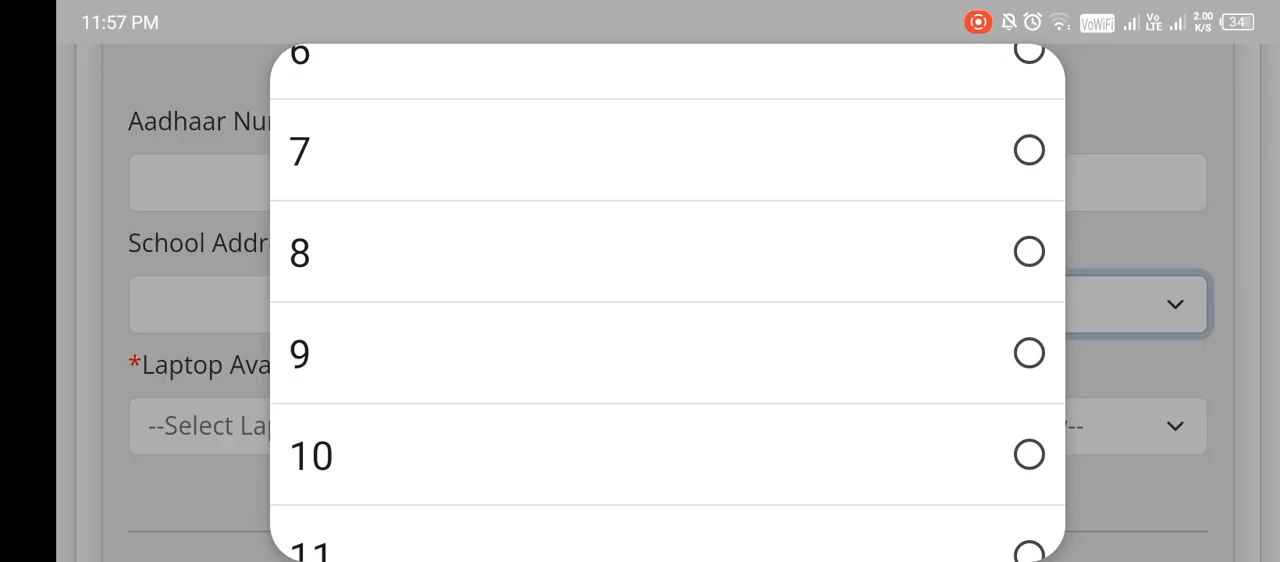 11:57 PM
VoWiFi
Vo
LTE
2.00
K/S
34
6
Aadhaar Nu
7
School Addr
8
*Laptop Ava
9
--Select La
--
10
11